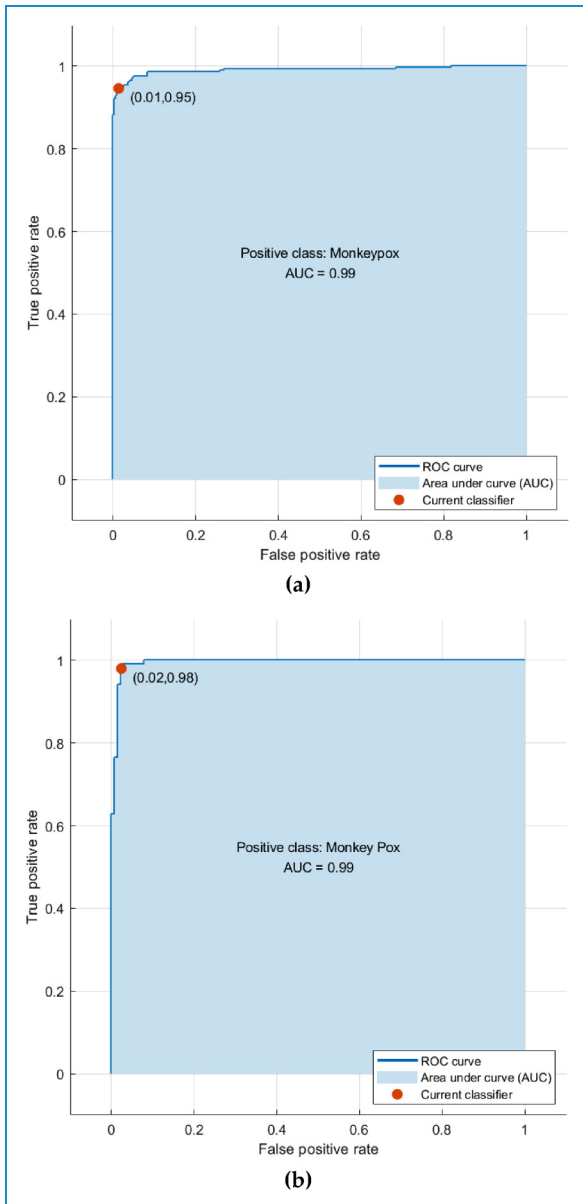 1
(0.01,0.95)
0.8
0.6
True positive rate
Positive class: Monkeypox
AUC = 0.99
0.4
0.2
0
ROC curve
Area under curve (AUC)
Current classifier
0 0.2 0.4 0.6 0.8 1
False positive rate
(a)
1
(0.02,0.98)
0.8
0.6
True positive rate
Positive class: Monkey Pox
AUC = 0.99
0.4
0.2
0
ROC curve
Area under curve (AUC)
Current classifier
0 0.2 0.4 0.6 0.8 1
False positive rate
(b)